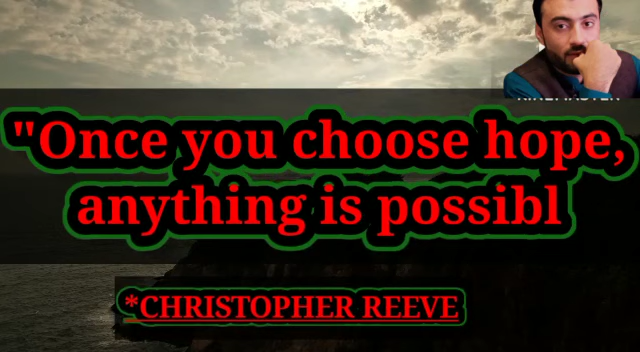 "Once you choose hope,
anything is possibl
*CHRISTOPHER REEVE